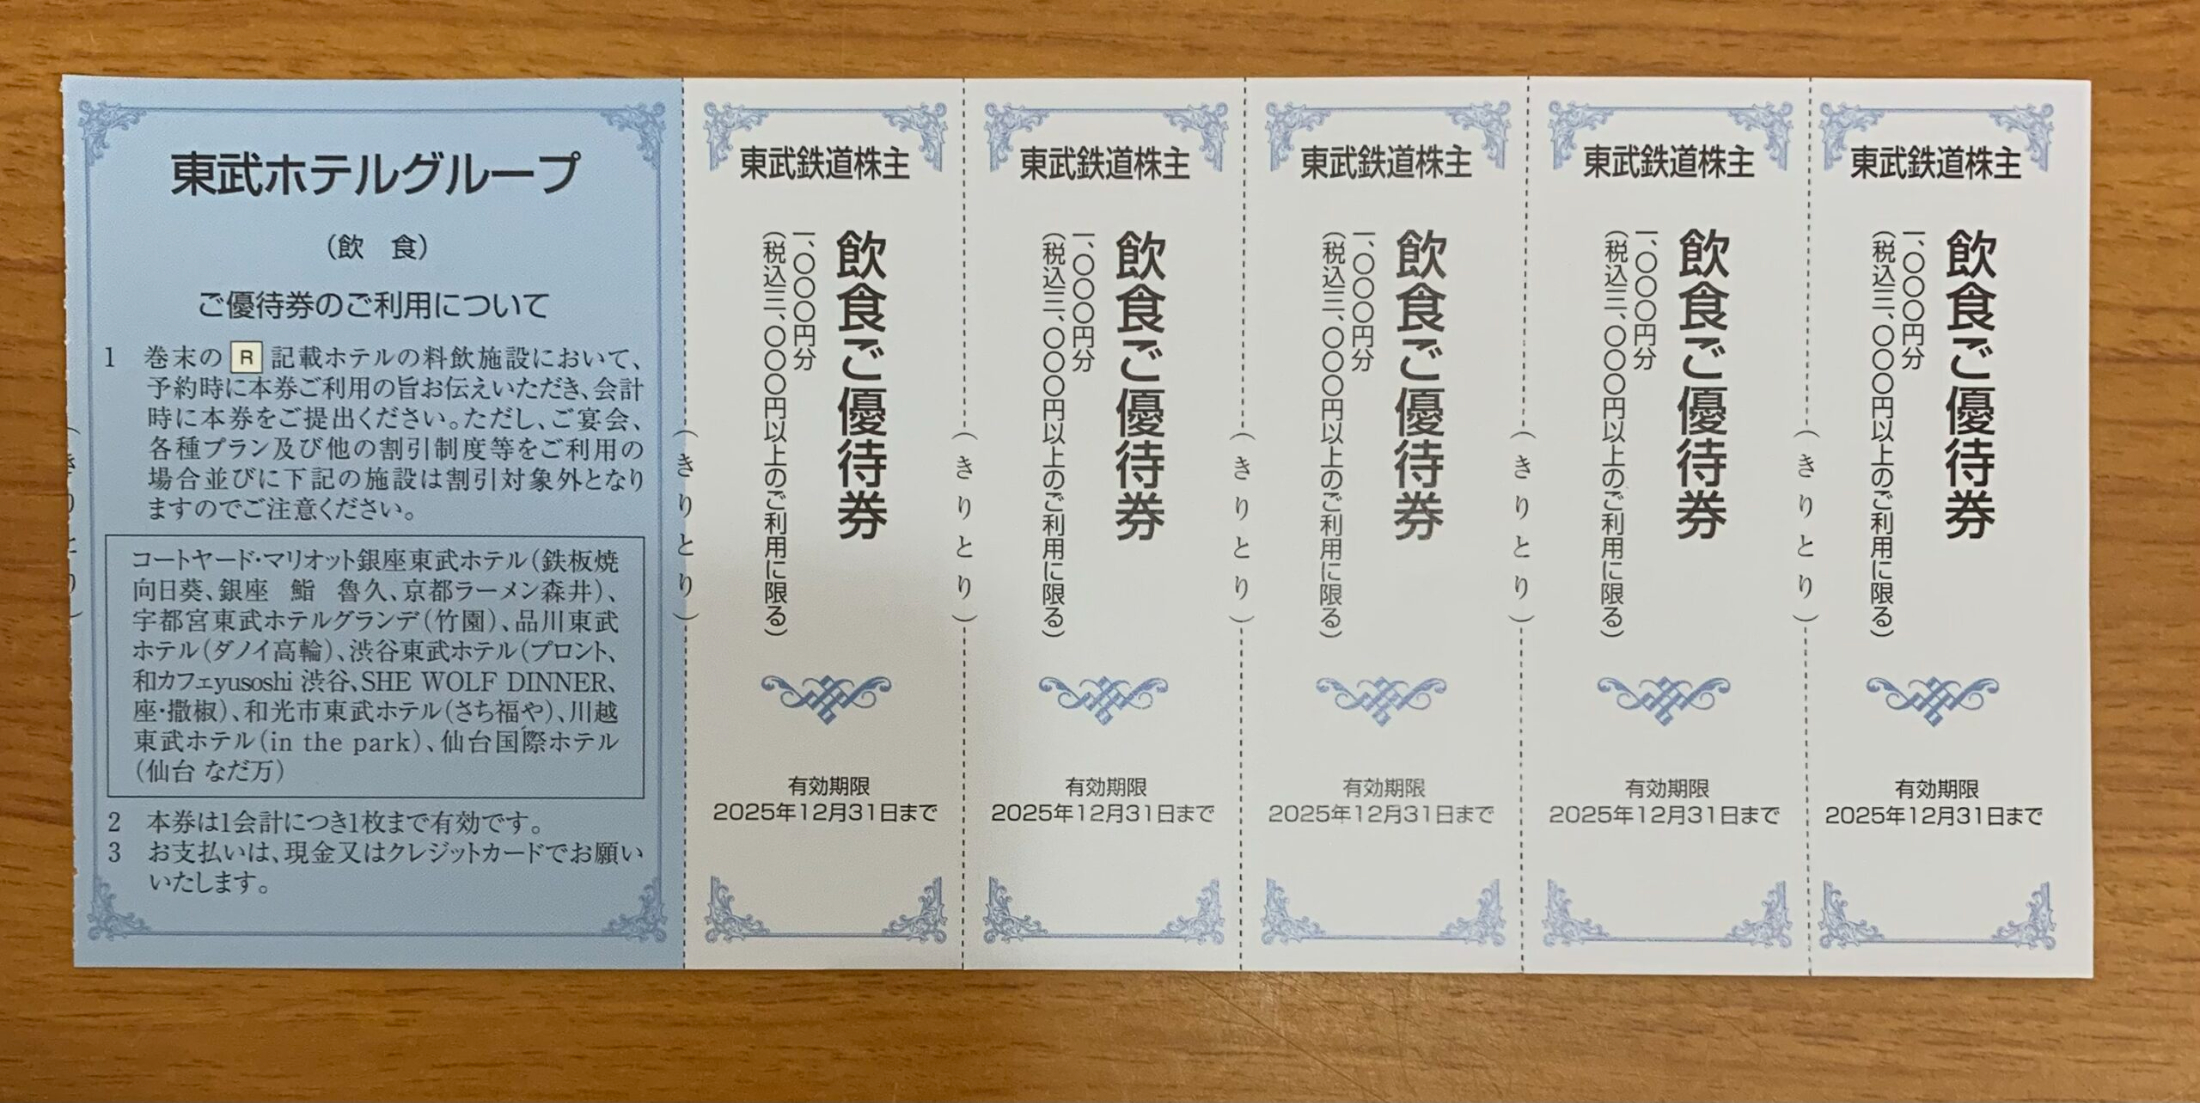 東武ホテルグループ
（飲　食）
ご優待券のご利用について
1　巻末の R 記載ホテルの料飲施設において、
予約時に本券ご利用の旨お伝えいただき、会計
時に本券をご提出ください。ただし、ご宴会、
各種プラン及び他の割引制度等をご利用の
場合並びに下記の施設は割引対象外となり
ますのでご注意ください。
コートヤード・マリオット銀座東武ホテル（鉄板焼
向日葵、銀座　鮨　魯久、京都ラーメン森井）、
宇都宮東武ホテルグランデ（竹園）、品川東武
ホテル（ダノイ高輪）、渋谷東武ホテル（プロント、
和カフェyusoshi 渋谷、SHE WOLF DINNER、
座・撒椒）、和光市東武ホテル（さち福や）、川越
東武ホテル（in the park）、仙台国際ホテル
（仙台 なだ万）
2　本券は1会計につき1枚まで有効です。
3　お支払いは、現金又はクレジットカードでお願い
いたします。
（きりとり）
（きりとり）
東武鉄道株主
飲食ご優待券
一、〇〇〇円分
（税込三、〇〇〇円以上のご利用に限る）
有効期限
2025年12月31日まで
（きりとり）
東武鉄道株主
飲食ご優待券
一、〇〇〇円分
（税込三、〇〇〇円以上のご利用に限る）
有効期限
2025年12月31日まで
（きりとり）
東武鉄道株主
飲食ご優待券
一、〇〇〇円分
（税込三、〇〇〇円以上のご利用に限る）
有効期限
2025年12月31日まで
（きりとり）
東武鉄道株主
飲食ご優待券
一、〇〇〇円分
（税込三、〇〇〇円以上のご利用に限る）
有効期限
2025年12月31日まで
（きりとり）
東武鉄道株主
飲食ご優待券
一、〇〇〇円分
（税込三、〇〇〇円以上のご利用に限る）
有効期限
2025年12月31日まで